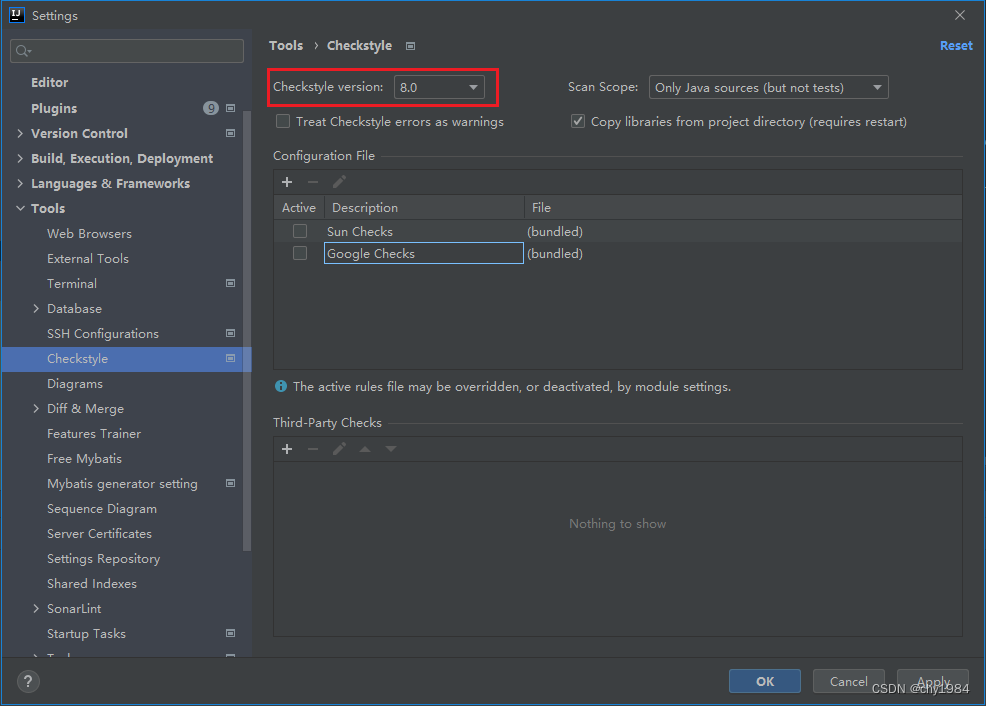 Settings
Editor
Plugins 9
Version Control
Build, Execution, Deployment
Languages & Frameworks
Tools
Web Browsers
External Tools
Terminal
Database
SSH Configurations
Checkstyle
Diagrams
Diff & Merge
Features Trainer
Free Mybatis
Mybatis generator setting
Sequence Diagram
Server Certificates
Settings Repository
Shared Indexes
SonarLint
Startup Tasks
Tools › Checkstyle
Reset
Checkstyle version: 8.0
Scan Scope: Only Java sources (but not tests)
Treat Checkstyle errors as warnings
Copy libraries from project directory (requires restart)
Configuration File
Active Description File
Sun Checks (bundled)
Google Checks (bundled)
The active rules file may be overridden, or deactivated, by module settings.
Third-Party Checks
Nothing to show
?
OK Cancel Apply
CSDN @chy1984